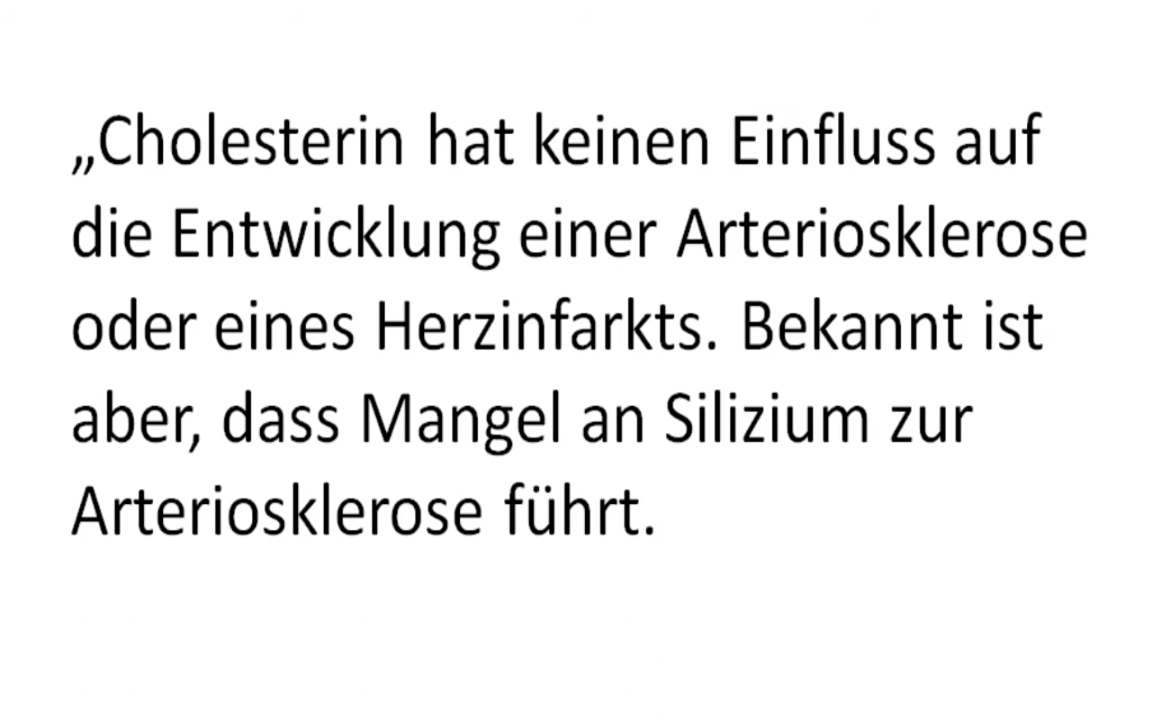 „Cholesterin hat keinen Einfluss auf
die Entwicklung einer Arteriosklerose
oder eines Herzinfarkts. Bekannt ist
aber, dass Mangel an Silizium zur
Arteriosklerose führt.